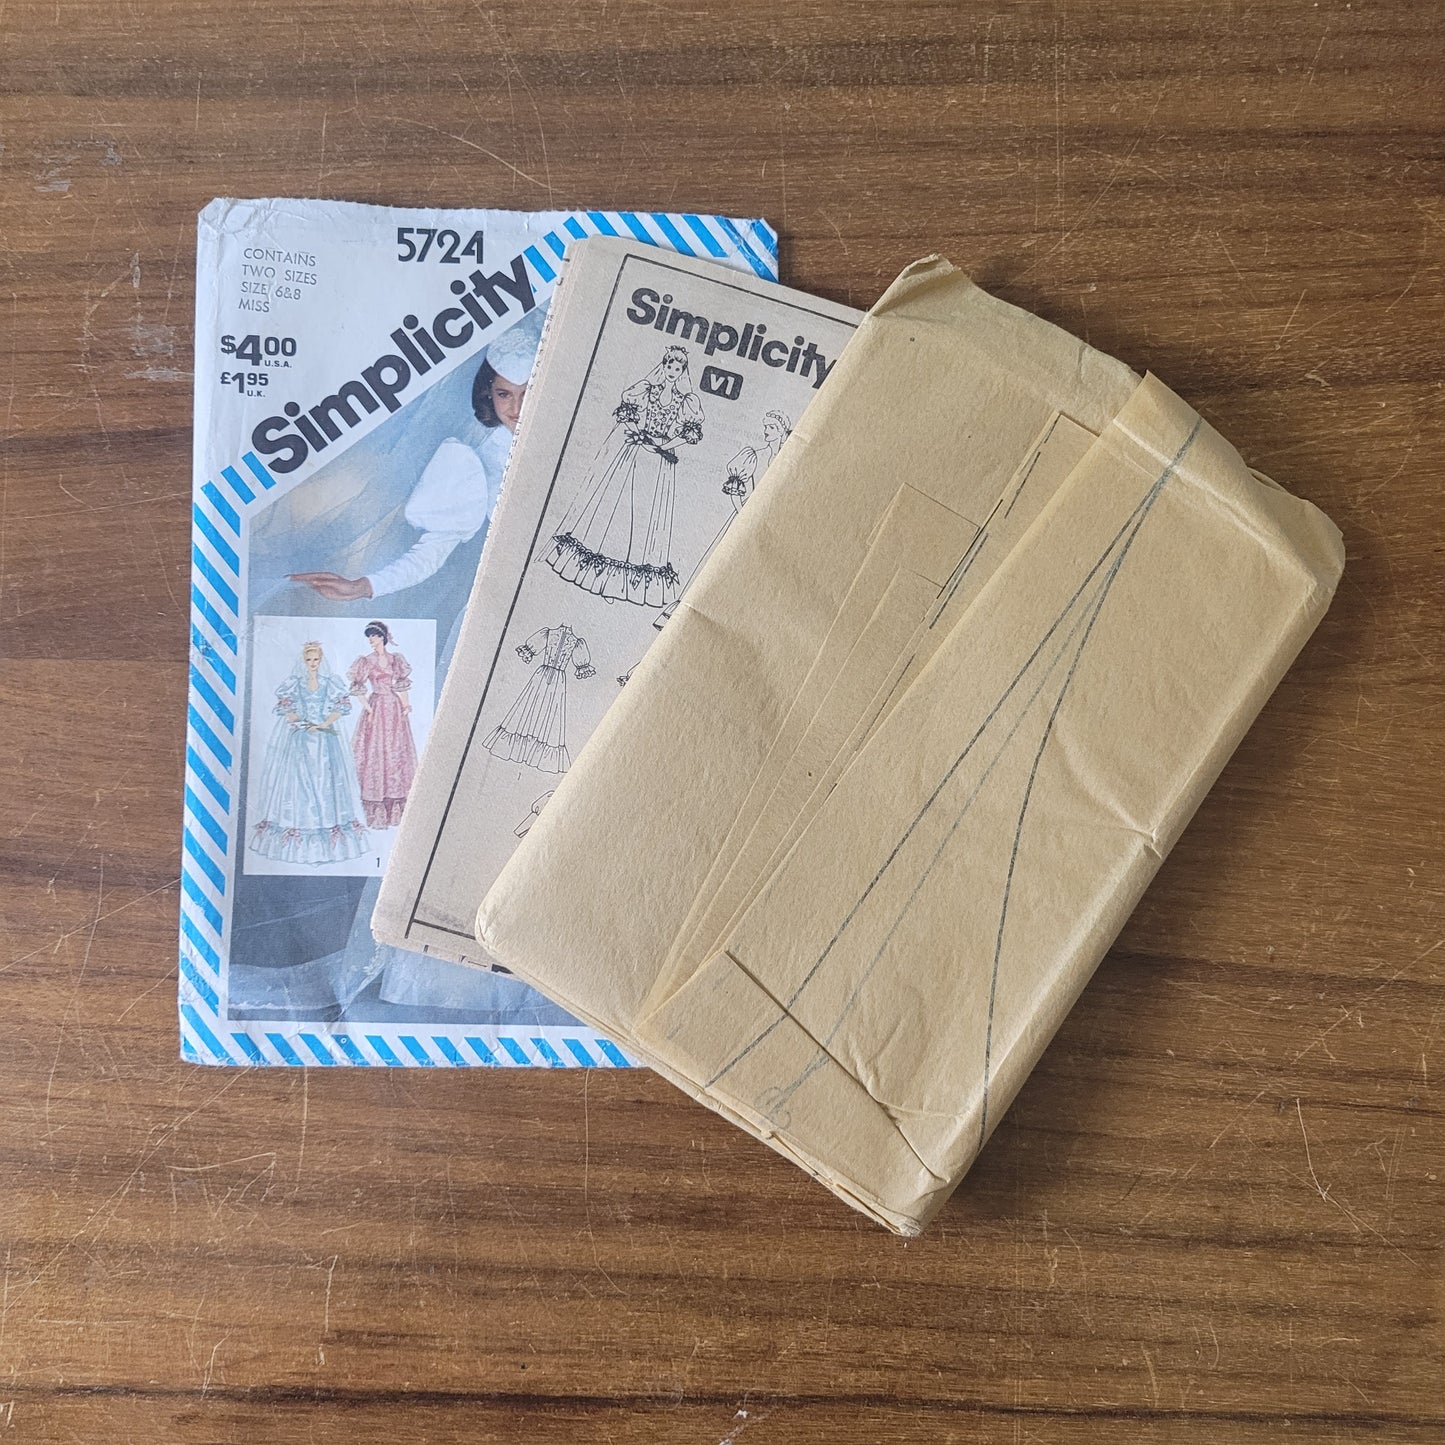 5724
CONTAINS
TWO SIZES
SIZE 6&8
MISS
$4.00
U.S.A.
£1.95
U.K.
Simplicity
1
Simplicity
V1
1